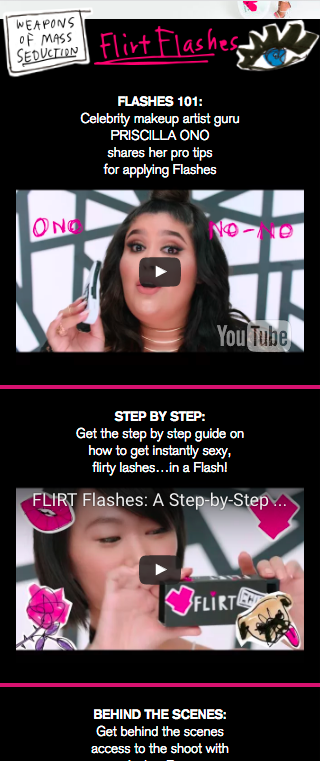 WEAPONS
OF MASS
SEDUCTION
Flirt Flashes
FLASHES 101:
Celebrity makeup artist guru
PRISCILLA ONO
shares her pro tips
for applying Flashes
ONO
NO-NO
YouTube
STEP BY STEP:
Get the step by step guide on
how to get instantly sexy,
flirty lashes…in a Flash!
FLIRT Flashes: A Step-by-Step ...
FLiRT
BEHIND THE SCENES:
Get behind the scenes
access to the shoot with